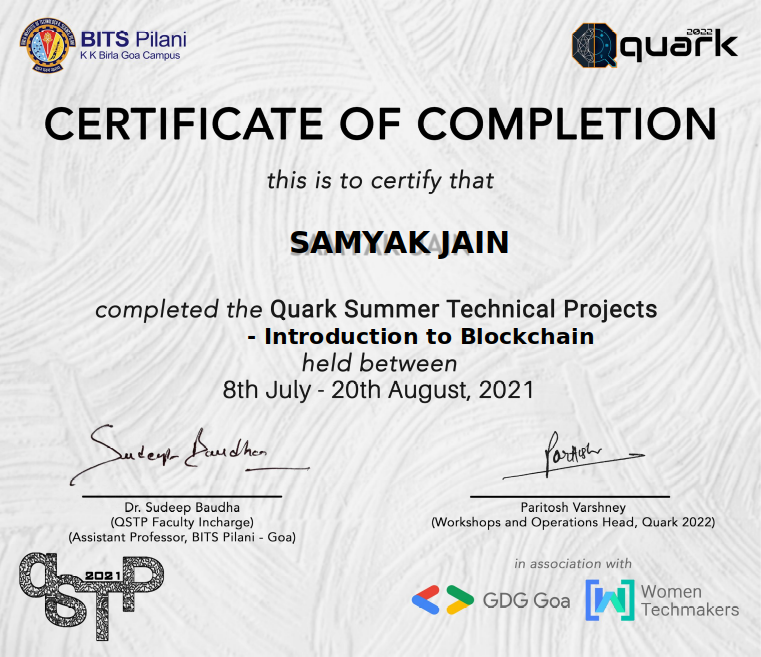 BITS Pilani
K K Birla Goa Campus
2022
Quark
CERTIFICATE OF COMPLETION
this is to certify that
SAMYAK JAIN
completed the Quark Summer Technical Projects
- Introduction to Blockchain
held between
8th July - 20th August, 2021
Sudeep Baudhan
Paritosh
Dr. Sudeep Baudha
(QSTP Faculty Incharge)
(Assistant Professor, BITS Pilani - Goa)
Paritosh Varshney
(Workshops and Operations Head, Quark 2022)
QSTP
2021
in association with
GDG Goa
Women
Techmakers